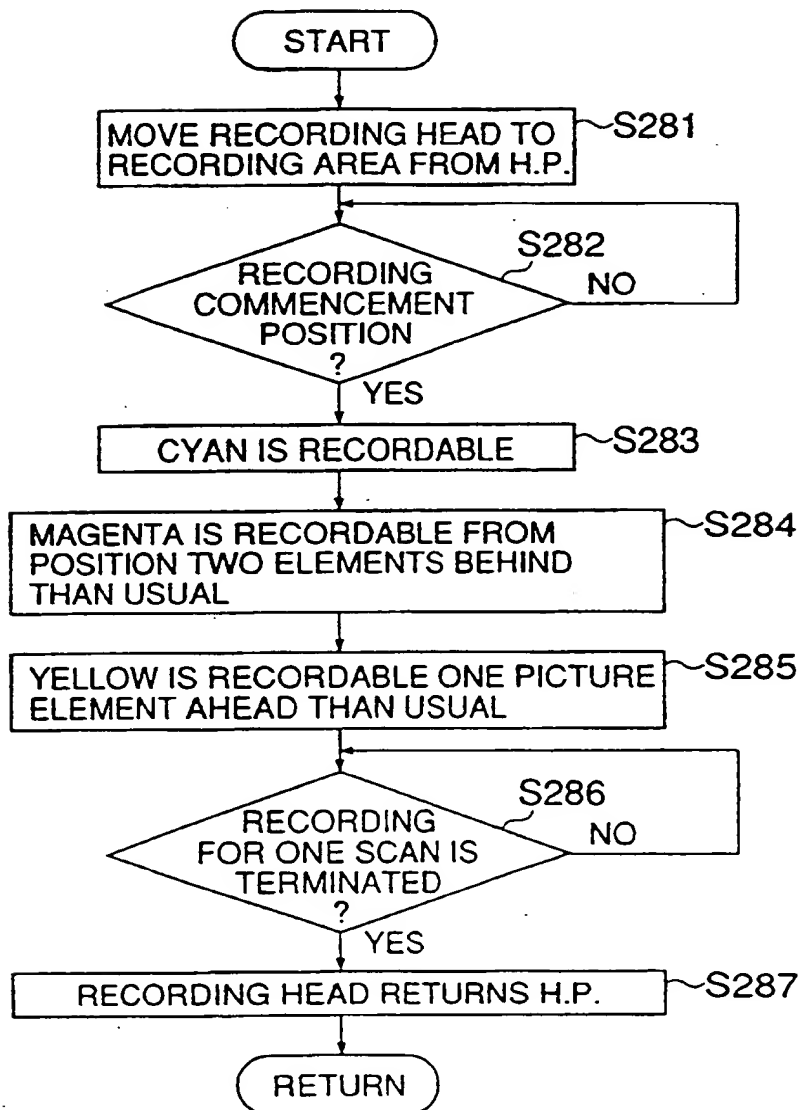 START
MOVE RECORDING HEAD TO
RECORDING AREA FROM H.P.
S281
S282
RECORDING
COMMENCEMENT
POSITION
?
NO
YES
CYAN IS RECORDABLE
S283
MAGENTA IS RECORDABLE FROM
POSITION TWO ELEMENTS BEHIND
THAN USUAL
S284
YELLOW IS RECORDABLE ONE PICTURE
ELEMENT AHEAD THAN USUAL
S285
S286
RECORDING
FOR ONE SCAN IS
TERMINATED
?
NO
YES
RECORDING HEAD RETURNS H.P.
S287
RETURN